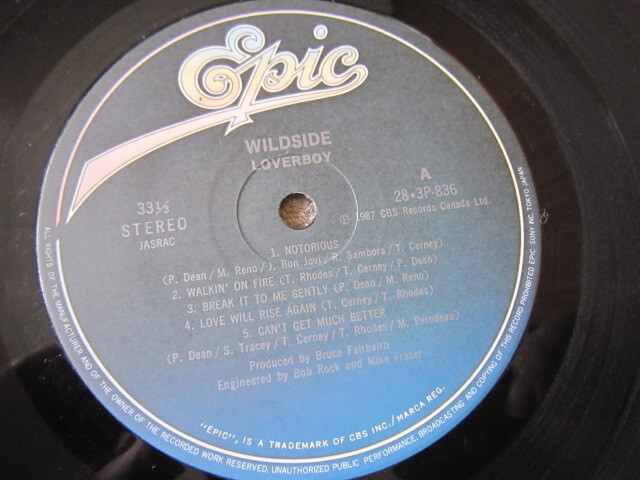 Epic
WILDSIDE
LOVERBOY
33⅓
STEREO
JASRAC
A
28・3P-836
Ⓟ 1987 CBS Records Canada Ltd.
1. NOTORIOUS
(P. Dean / M. Reno / J. Bon Jovi / R. Sambora / T. Cerney)
2. WALKIN' ON FIRE (T. Rhodes / T. Cerney / P. Dean)
3. BREAK IT TO ME GENTLY (P. Dean / M. Reno)
4. LOVE WILL RISE AGAIN (T. Cerney / T. Rhodes)
5. CAN'T GET MUCH BETTER
(P. Dean / S. Tracey / T. Cerney / T. Rhodes / M. Perodeau)
Produced by Bruce Fairbairn
Engineered by Bob Rock and Mike Fraser
"EPIC", IS A TRADEMARK OF CBS INC./MARCA REG.
ALL RIGHTS OF THE MANUFACTURER AND OF THE OWNER OF THE RECORDED WORK RESERVED. UNAUTHORIZED PUBLIC PERFORMANCE, BROADCASTING AND COPYING OF THIS RECORD PROHIBITED EPIC SONY INC. TOKYO JAPAN